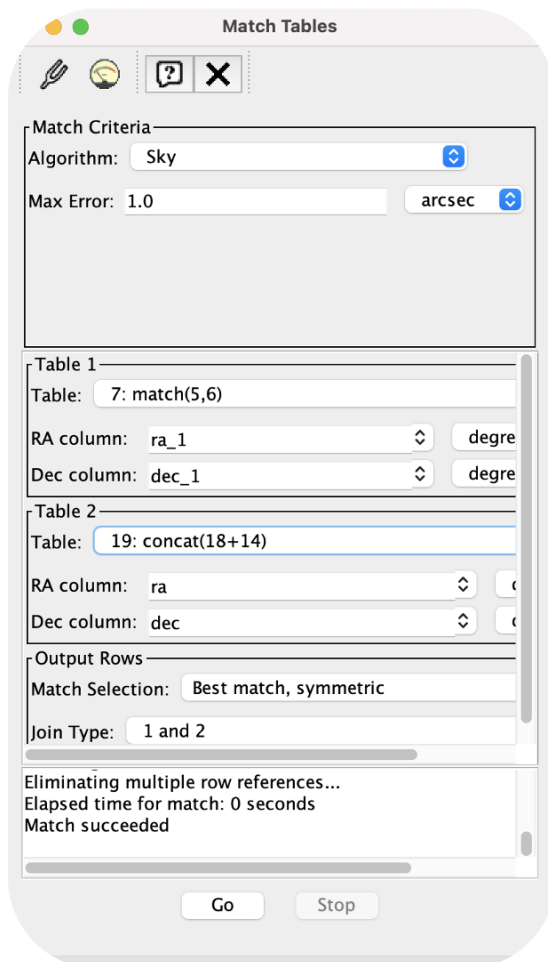 Match Tables
Match Criteria
Algorithm: Sky
Max Error: 1.0 arcsec
Table 1
Table: 7: match(5,6)
RA column: ra_1 degre
Dec column: dec_1 degre
Table 2
Table: 19: concat(18+14)
RA column: ra
Dec column: dec
Output Rows
Match Selection: Best match, symmetric
Join Type: 1 and 2
Eliminating multiple row references...
Elapsed time for match: 0 seconds
Match succeeded
Go Stop